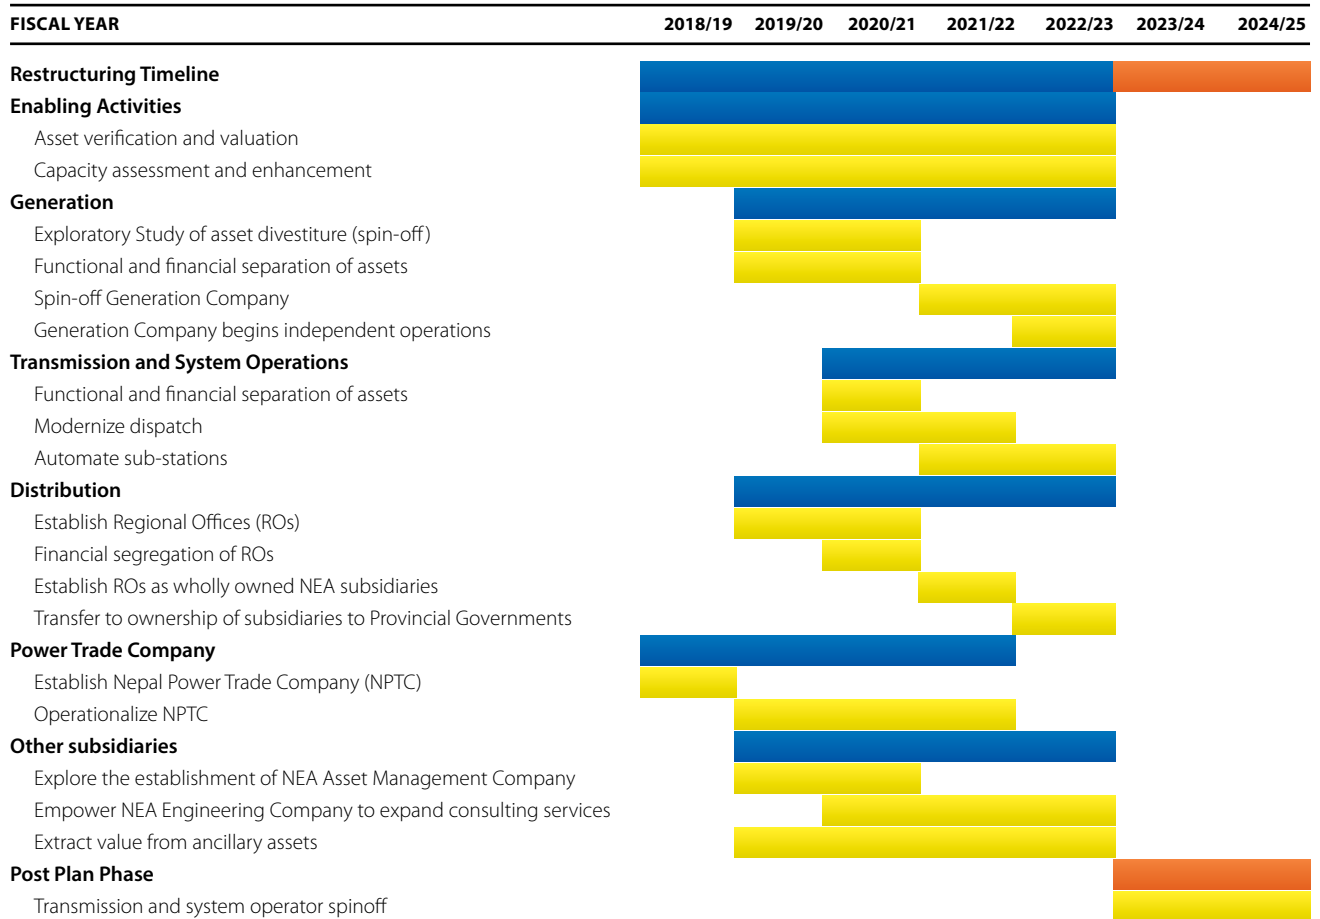 FISCAL YEAR 2018/19 2019/20 2020/21 2021/22 2022/23 2023/24 2024/25
Restructuring Timeline
Enabling Activities
Asset verification and valuation
Capacity assessment and enhancement
Generation
Exploratory Study of asset divestiture (spin-off)
Functional and financial separation of assets
Spin-off Generation Company
Generation Company begins independent operations
Transmission and System Operations
Functional and financial separation of assets
Modernize dispatch
Automate sub-stations
Distribution
Establish Regional Offices (ROs)
Financial segregation of ROs
Establish ROs as wholly owned NEA subsidiaries
Transfer to ownership of subsidiaries to Provincial Governments
Power Trade Company
Establish Nepal Power Trade Company (NPTC)
Operationalize NPTC
Other subsidiaries
Explore the establishment of NEA Asset Management Company
Empower NEA Engineering Company to expand consulting services
Extract value from ancillary assets
Post Plan Phase
Transmission and system operator spinoff